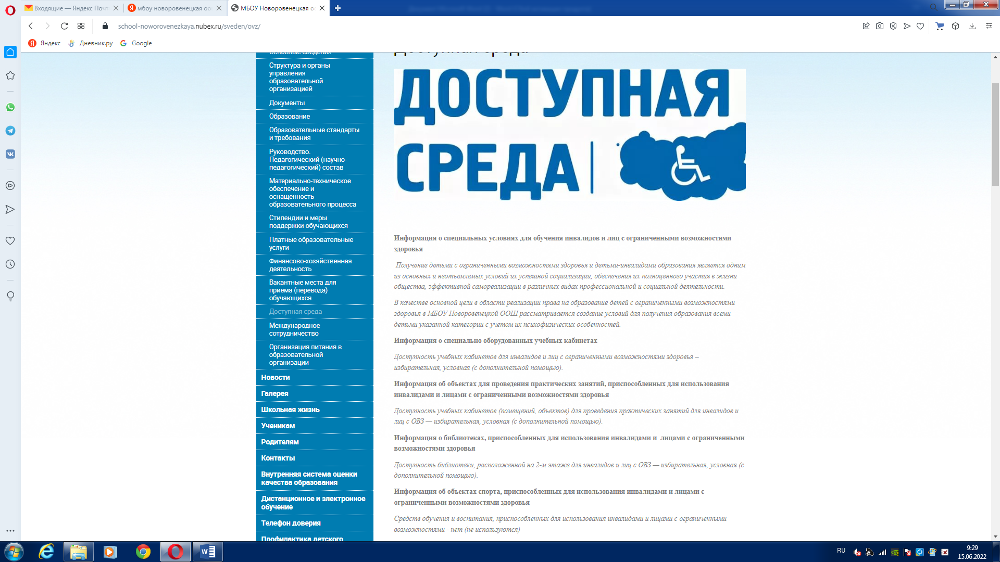 Входящие — Яндекс Почт
мбоу новоровенецкая оо
МБОУ Новоровенецкая о
school-noworovenezkaya.nubex.ru/sveden/ovz/
Яндекс
Дневник.ру
Google
Основные сведения
Структура и органы
управления
образовательной
организацией
Документы
Образование
Образовательные стандарты
и требования
Руководство.
Педагогический (научно-
педагогический) состав
Материально-техническое
обеспечение и
оснащенность
образовательного процесса
Стипендии и меры
поддержки обучающихся
Платные образовательные
услуги
Финансово-хозяйственная
деятельность
Вакантные места для
приема (перевода)
обучающихся
Доступная среда
Международное
сотрудничество
Организация питания в
образовательной
организации
Новости
Галерея
Школьная жизнь
Ученикам
Родителям
Контакты
Внутренняя система оценки
качества образования
Дистанционное и электронное
обучение
Телефон доверия
Профилактика детского
Доступная среда
ДОСТУПНАЯ
СРЕДА
Информация о специальных условиях для обучения инвалидов и лиц с ограниченными возможностями
здоровья
Получение детьми с ограниченными возможностями здоровья и детьми-инвалидами образования является одним
из основных и неотъемлемых условий их успешной социализации, обеспечения их полноценного участия в жизни
общества, эффективной самореализации в различных видах профессиональной и социальной деятельности.
В качестве основной цели в области реализации права на образование детей с ограниченными возможностями
здоровья в МБОУ Новоровенецкой ООШ рассматривается создание условий для получения образования всеми
детьми указанной категории с учетом их психофизических особенностей.
Информация о специально оборудованных учебных кабинетах
Доступность учебных кабинетов для инвалидов и лиц с ограниченными возможностями здоровья –
избирательная, условная (с дополнительной помощью).
Информация об объектах для проведения практических занятий, приспособленных для использования
инвалидами и лицами с ограниченными возможностями здоровья
Доступность учебных кабинетов (помещений, объектов) для проведения практических занятий для инвалидов и
лиц с ОВЗ — избирательная, условная (с дополнительной помощью).
Информация о библиотеках, приспособленных для использования инвалидами и  лицами с ограниченными
возможностями здоровья
Доступность библиотеки, расположенной на 2-м этаже для инвалидов и лиц с ОВЗ — избирательная, условная (с
дополнительной помощью).
Информация об объектах спорта, приспособленных для использования инвалидами и лицами с
ограниченными возможностями здоровья
Средств обучения и воспитания, приспособленных для использования инвалидами и лицами с ограниченными
возможностями - нет (не используются)
RU
9:29
15.06.2022